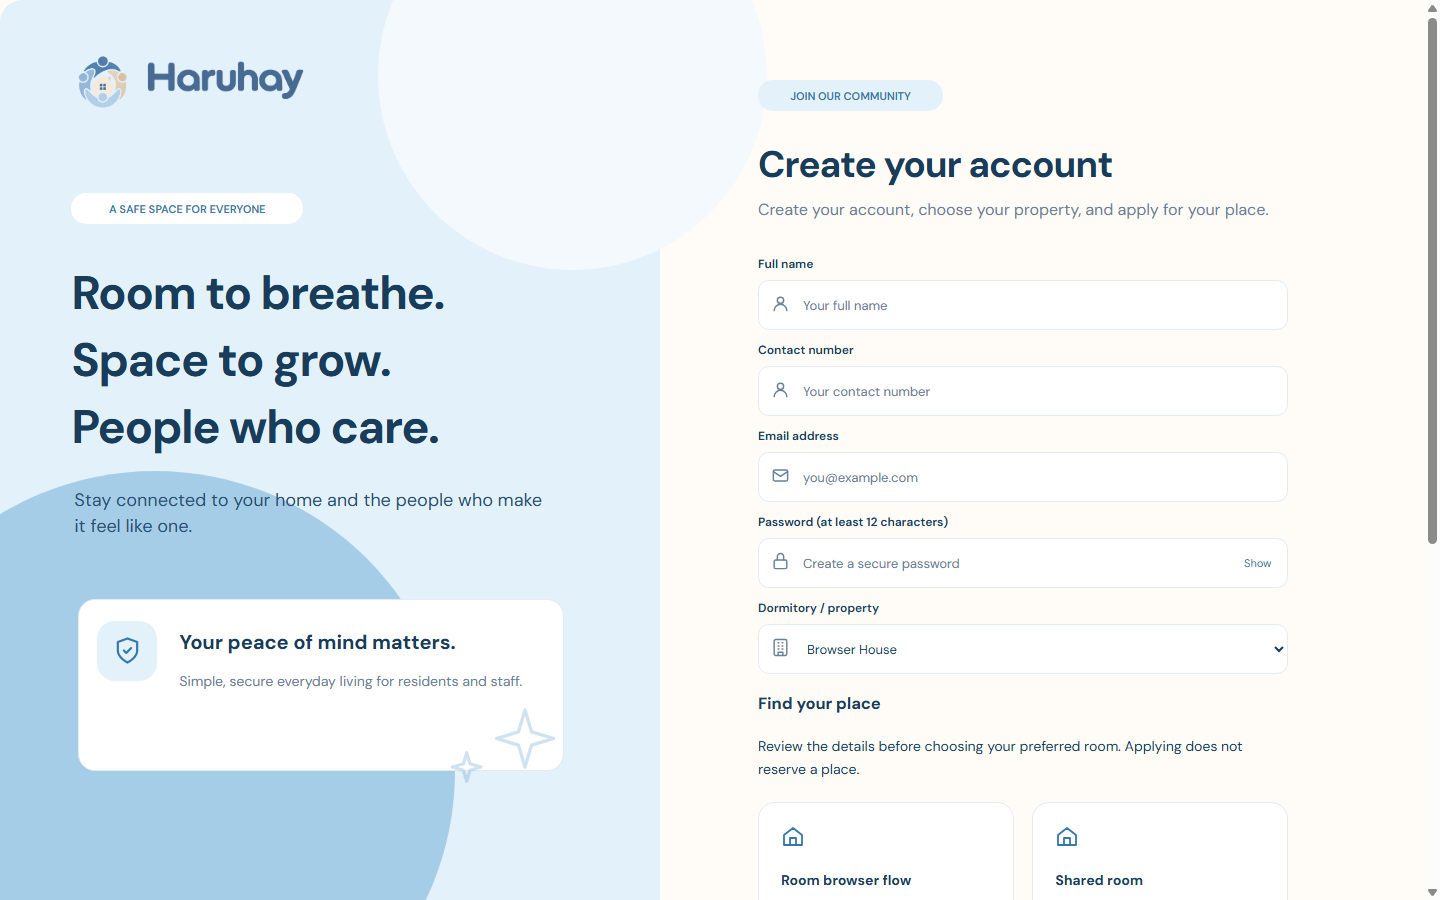 Haruhay
A SAFE SPACE FOR EVERYONE
Room to breathe.
Space to grow.
People who care.
Stay connected to your home and the people who make
it feel like one.
Your peace of mind matters.
Simple, secure everyday living for residents and staff.
JOIN OUR COMMUNITY
Create your account
Create your account, choose your property, and apply for your place.
Full name
Your full name
Contact number
Your contact number
Email address
you@example.com
Password (at least 12 characters)
Create a secure password
Show
Dormitory / property
Browser House
Find your place
Review the details before choosing your preferred room. Applying does not
reserve a place.
Room browser flow
Shared room